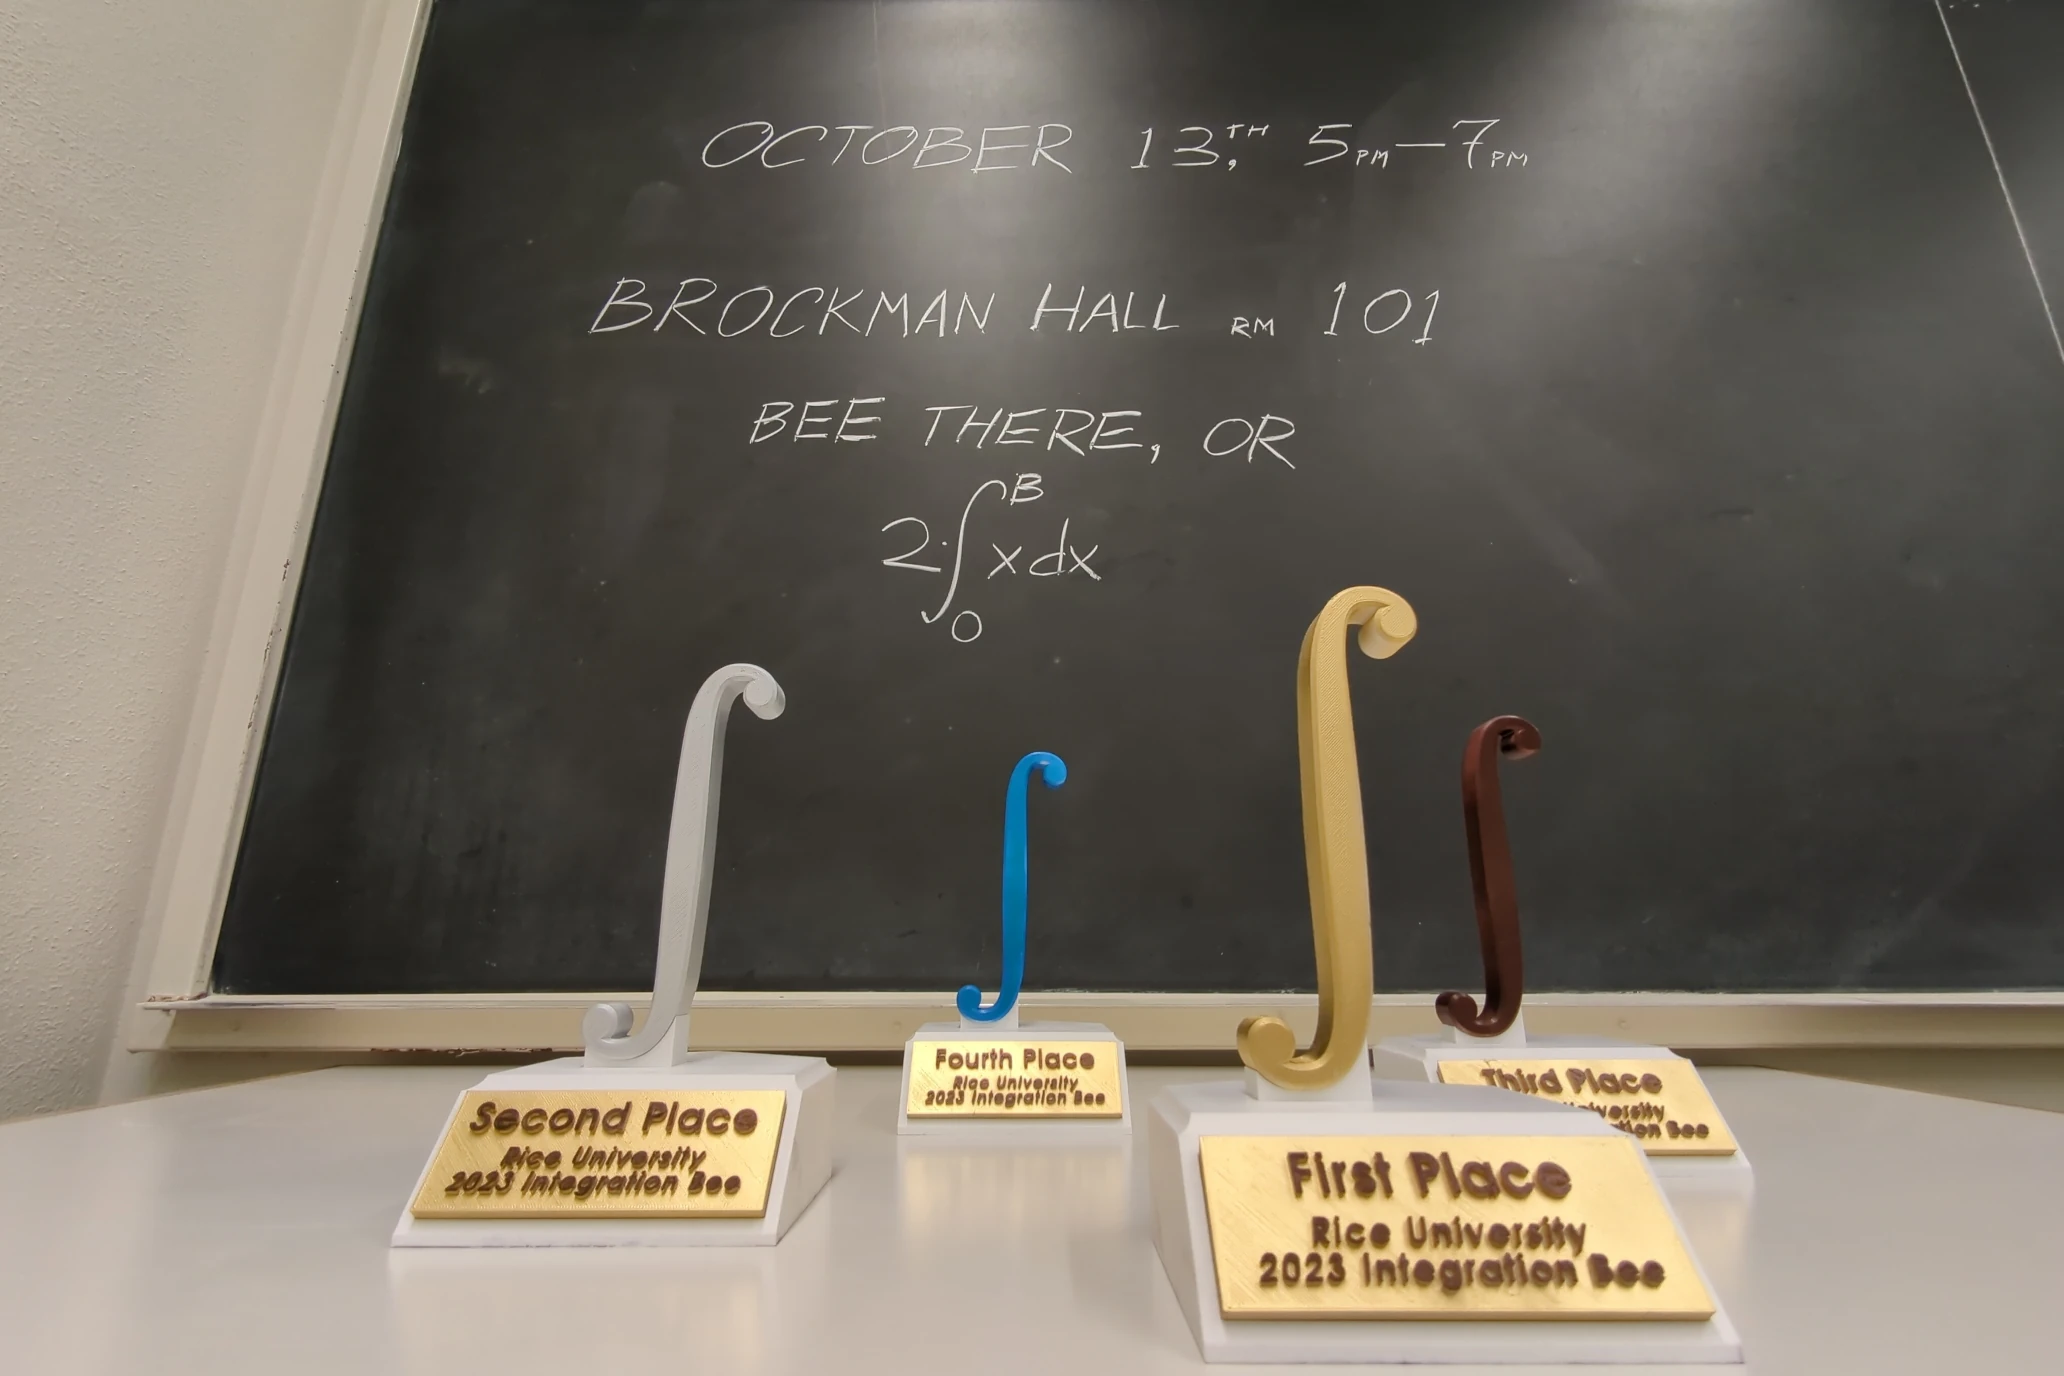 OCTOBER 13TH, 5PM—7PM
BROCKMAN HALL RM 101
BEE THERE, OR
2·∫₀ᴮ x dx
Second Place
Rice University
2023 Integration Bee
Fourth Place
Rice University
2023 Integration Bee
First Place
Rice University
2023 Integration Bee
Third Place
Bee